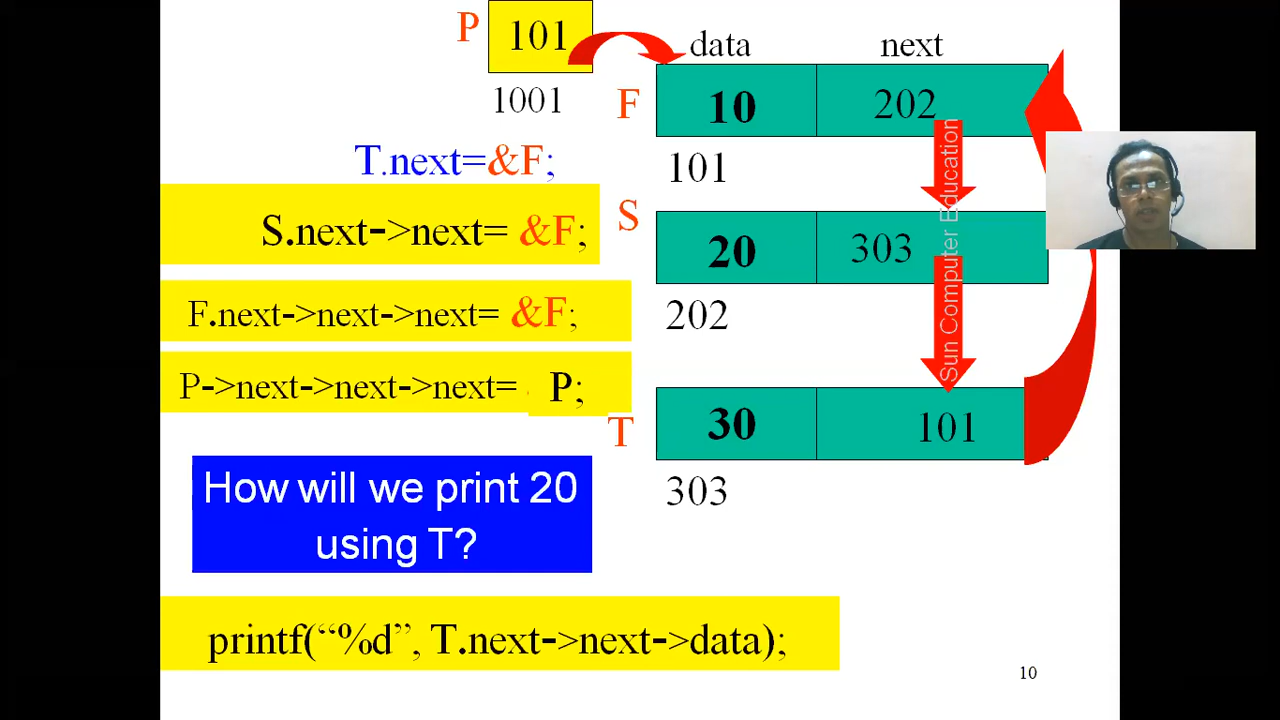 P 101
1001
data next
F 10 202
101
T.next=&F;
S.next->next= &F;
S 20 303
202
F.next->next->next= &F;
P->next->next->next= P;
T 30 101
303
Sun Computer Education
How will we print 20
using T?
printf(“%d”, T.next->next->data);
10